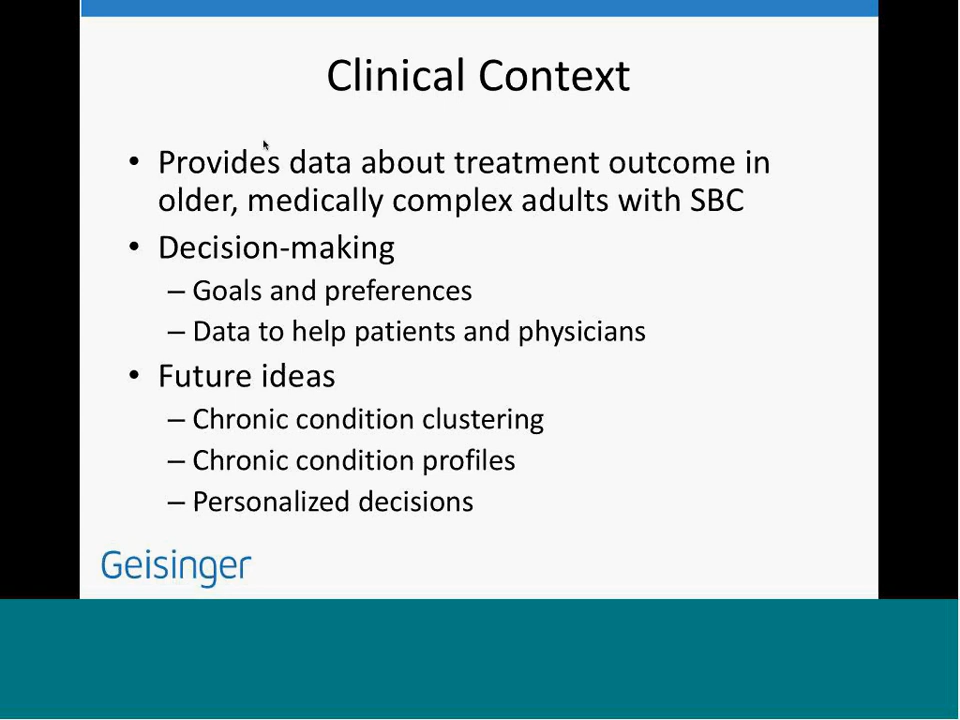 Clinical Context
• Provides data about treatment outcome in
older, medically complex adults with SBC
• Decision-making
– Goals and preferences
– Data to help patients and physicians
• Future ideas
– Chronic condition clustering
– Chronic condition profiles
– Personalized decisions
Geisinger